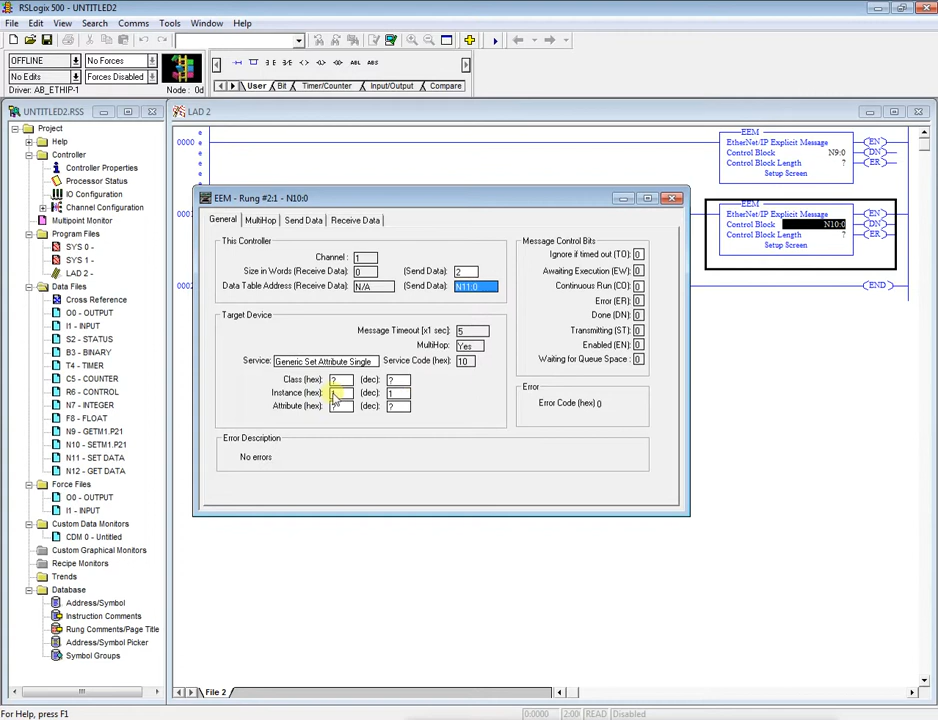 RSLogix 500 - UNTITLED2
File Edit View Search Comms Tools Window Help
OFFLINE No Forces
No Edits Forces Disabled
Driver: AB_ETHIP-1 Node : 0d
User Bit Timer/Counter Input/Output Compare
UNTITLED2.RSS
Project
Help
Controller
Controller Properties
Processor Status
IO Configuration
Channel Configuration
Multipoint Monitor
Program Files
SYS 0 -
SYS 1 -
LAD 2 -
Data Files
Cross Reference
O0 - OUTPUT
I1 - INPUT
S2 - STATUS
B3 - BINARY
T4 - TIMER
C5 - COUNTER
R6 - CONTROL
N7 - INTEGER
F8 - FLOAT
N9 - GETM1.P21
N10 - SETM1.P21
N11 - SET DATA
N12 - GET DATA
Force Files
O0 - OUTPUT
I1 - INPUT
Custom Data Monitors
CDM 0 - Untitled
Custom Graphical Monitors
Recipe Monitors
Trends
Database
Address/Symbol
Instruction Comments
Rung Comments/Page Title
Address/Symbol Picker
Symbol Groups
LAD 2
0000
e
e
e
e
e
EEM
EtherNet/IP Explicit Message
Control Block N9:0
Control Block Length ?
Setup Screen
EN
DN
ER
EEM
EtherNet/IP Explicit Message
Control Block N10:0
Control Block Length ?
Setup Screen
EN
DN
ER
END
EEM - Rung #2:1 - N10:0
General MultiHop Send Data Receive Data
This Controller
Channel: 1
Size in Words (Receive Data): 0 (Send Data): 2
Data Table Address (Receive Data): N/A (Send Data): N11:0
Target Device
Message Timeout [x1 sec]: 5
MultiHop: Yes
Service: Generic Set Attribute Single Service Code (hex): 10
Class (hex): ? (dec): ?
Instance (hex): (dec): 1
Attribute (hex): ? (dec): ?
Message Control Bits
Ignore if timed out (TO): 0
Awaiting Execution (EW): 0
Continuous Run (CO): 0
Error (ER): 0
Done (DN): 0
Transmitting (ST): 0
Enabled (EN): 0
Waiting for Queue Space : 0
Error
Error Code (hex) 0
Error Description
No errors
File 2
For Help, press F1
0:0000 2:00 READ Disabled